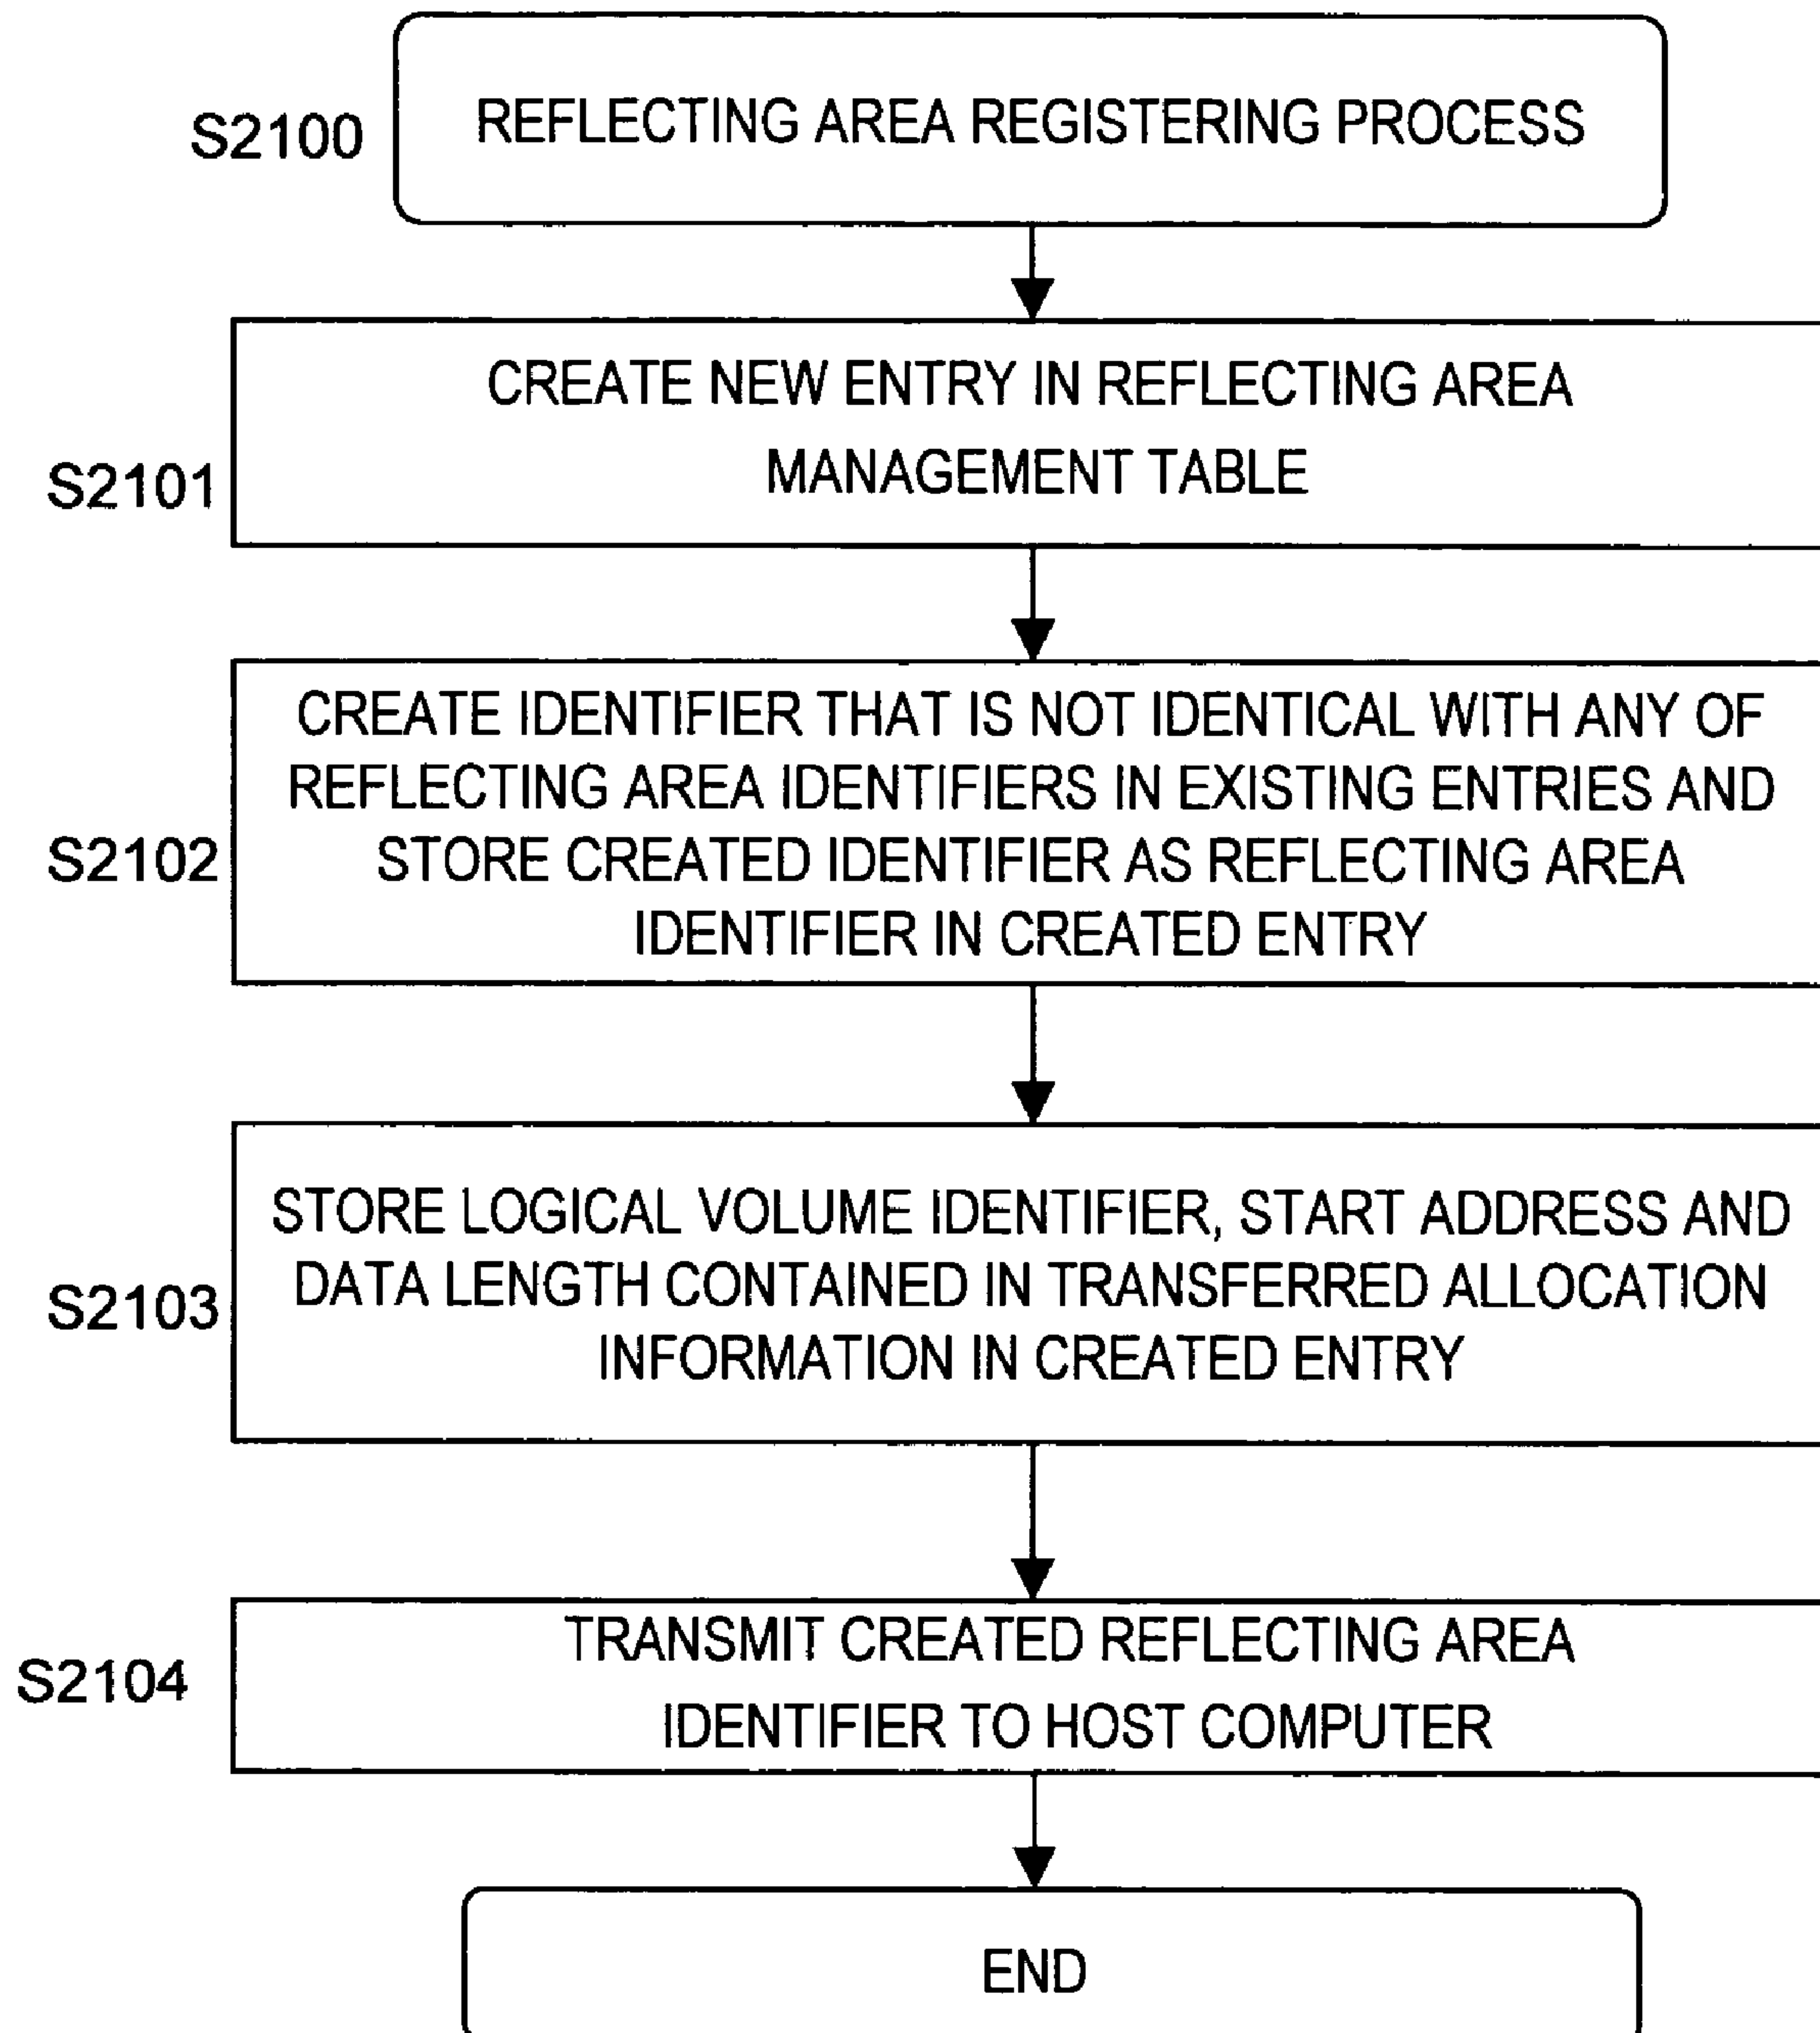 S2100
REFLECTING AREA REGISTERING PROCESS
CREATE NEW ENTRY IN REFLECTING AREA
MANAGEMENT TABLE
S2101
CREATE IDENTIFIER THAT IS NOT IDENTICAL WITH ANY OF
REFLECTING AREA IDENTIFIERS IN EXISTING ENTRIES AND
STORE CREATED IDENTIFIER AS REFLECTING AREA
IDENTIFIER IN CREATED ENTRY
S2102
STORE LOGICAL VOLUME IDENTIFIER, START ADDRESS AND
DATA LENGTH CONTAINED IN TRANSFERRED ALLOCATION
INFORMATION IN CREATED ENTRY
S2103
TRANSMIT CREATED REFLECTING AREA
IDENTIFIER TO HOST COMPUTER
S2104
END